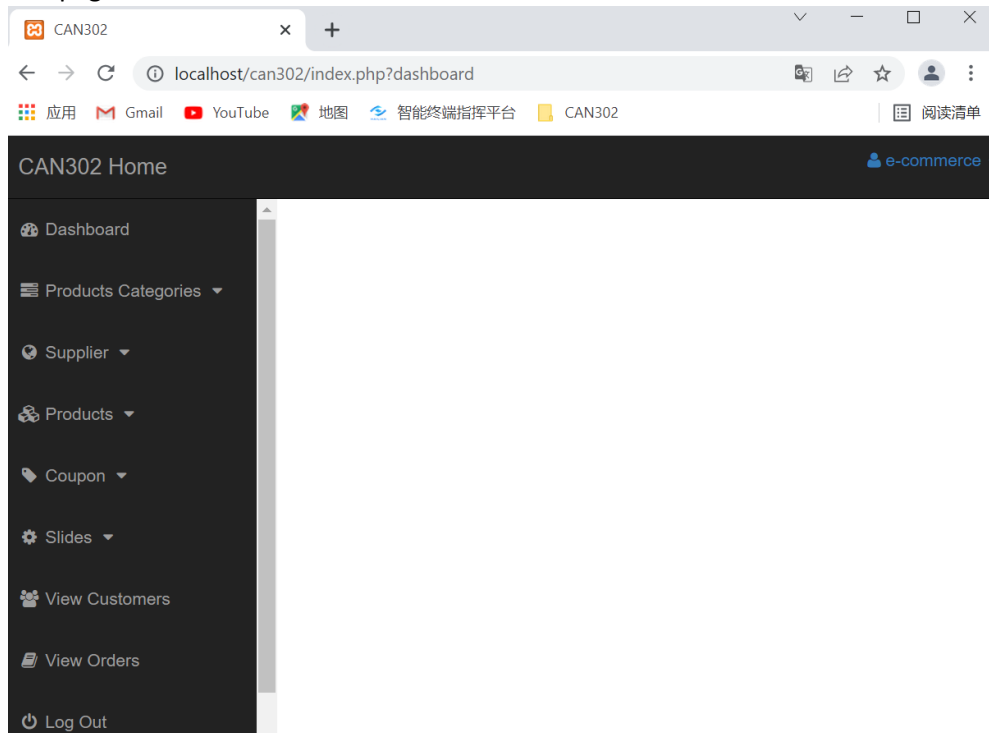 CAN302
localhost/can302/index.php?dashboard
应用 Gmail YouTube 地图 智能终端指挥平台 CAN302 阅读清单
CAN302 Home e-commerce
Dashboard
Products Categories
Supplier
Products
Coupon
Slides
View Customers
View Orders
Log Out